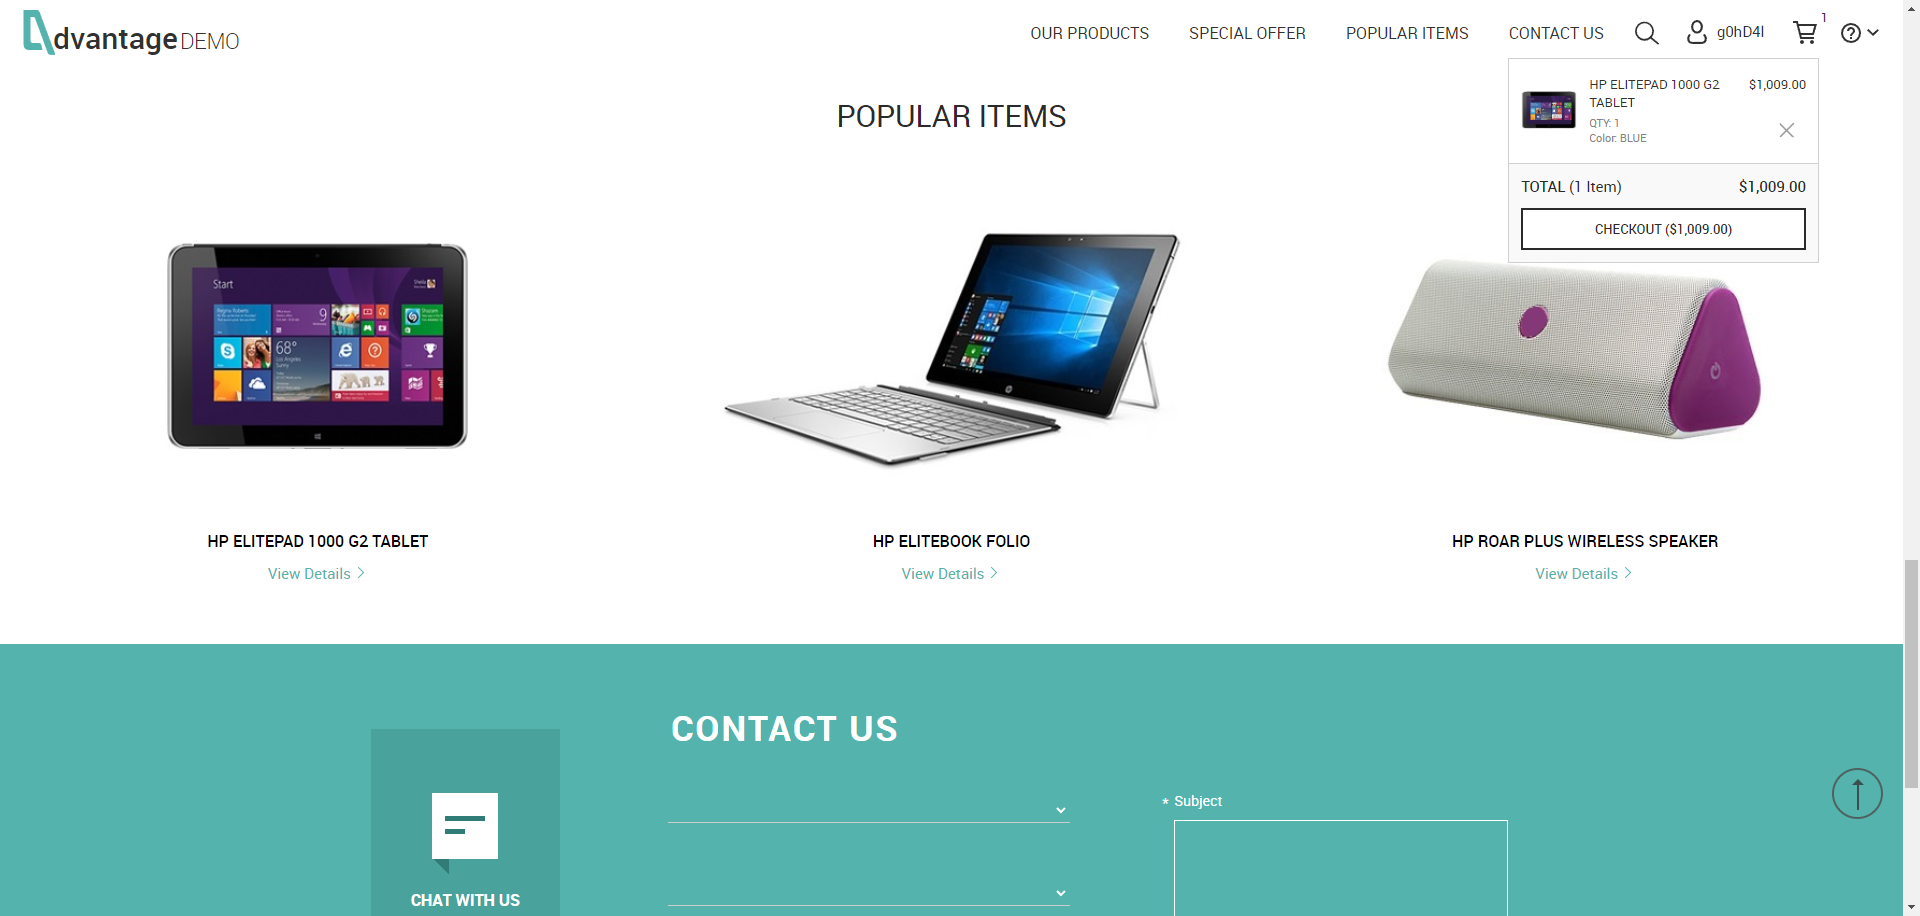 dvantage DEMO
OUR PRODUCTS
SPECIAL OFFER
POPULAR ITEMS
CONTACT US
g0hD4l
1
HP ELITEPAD 1000 G2
TABLET
$1,009.00
QTY: 1
Color: BLUE
TOTAL (1 Item)
$1,009.00
CHECKOUT ($1,009.00)
POPULAR ITEMS
Start
9
68°
HP ELITEPAD 1000 G2 TABLET
View Details
HP ELITEBOOK FOLIO
View Details
HP ROAR PLUS WIRELESS SPEAKER
View Details
CONTACT US
* Subject
CHAT WITH US